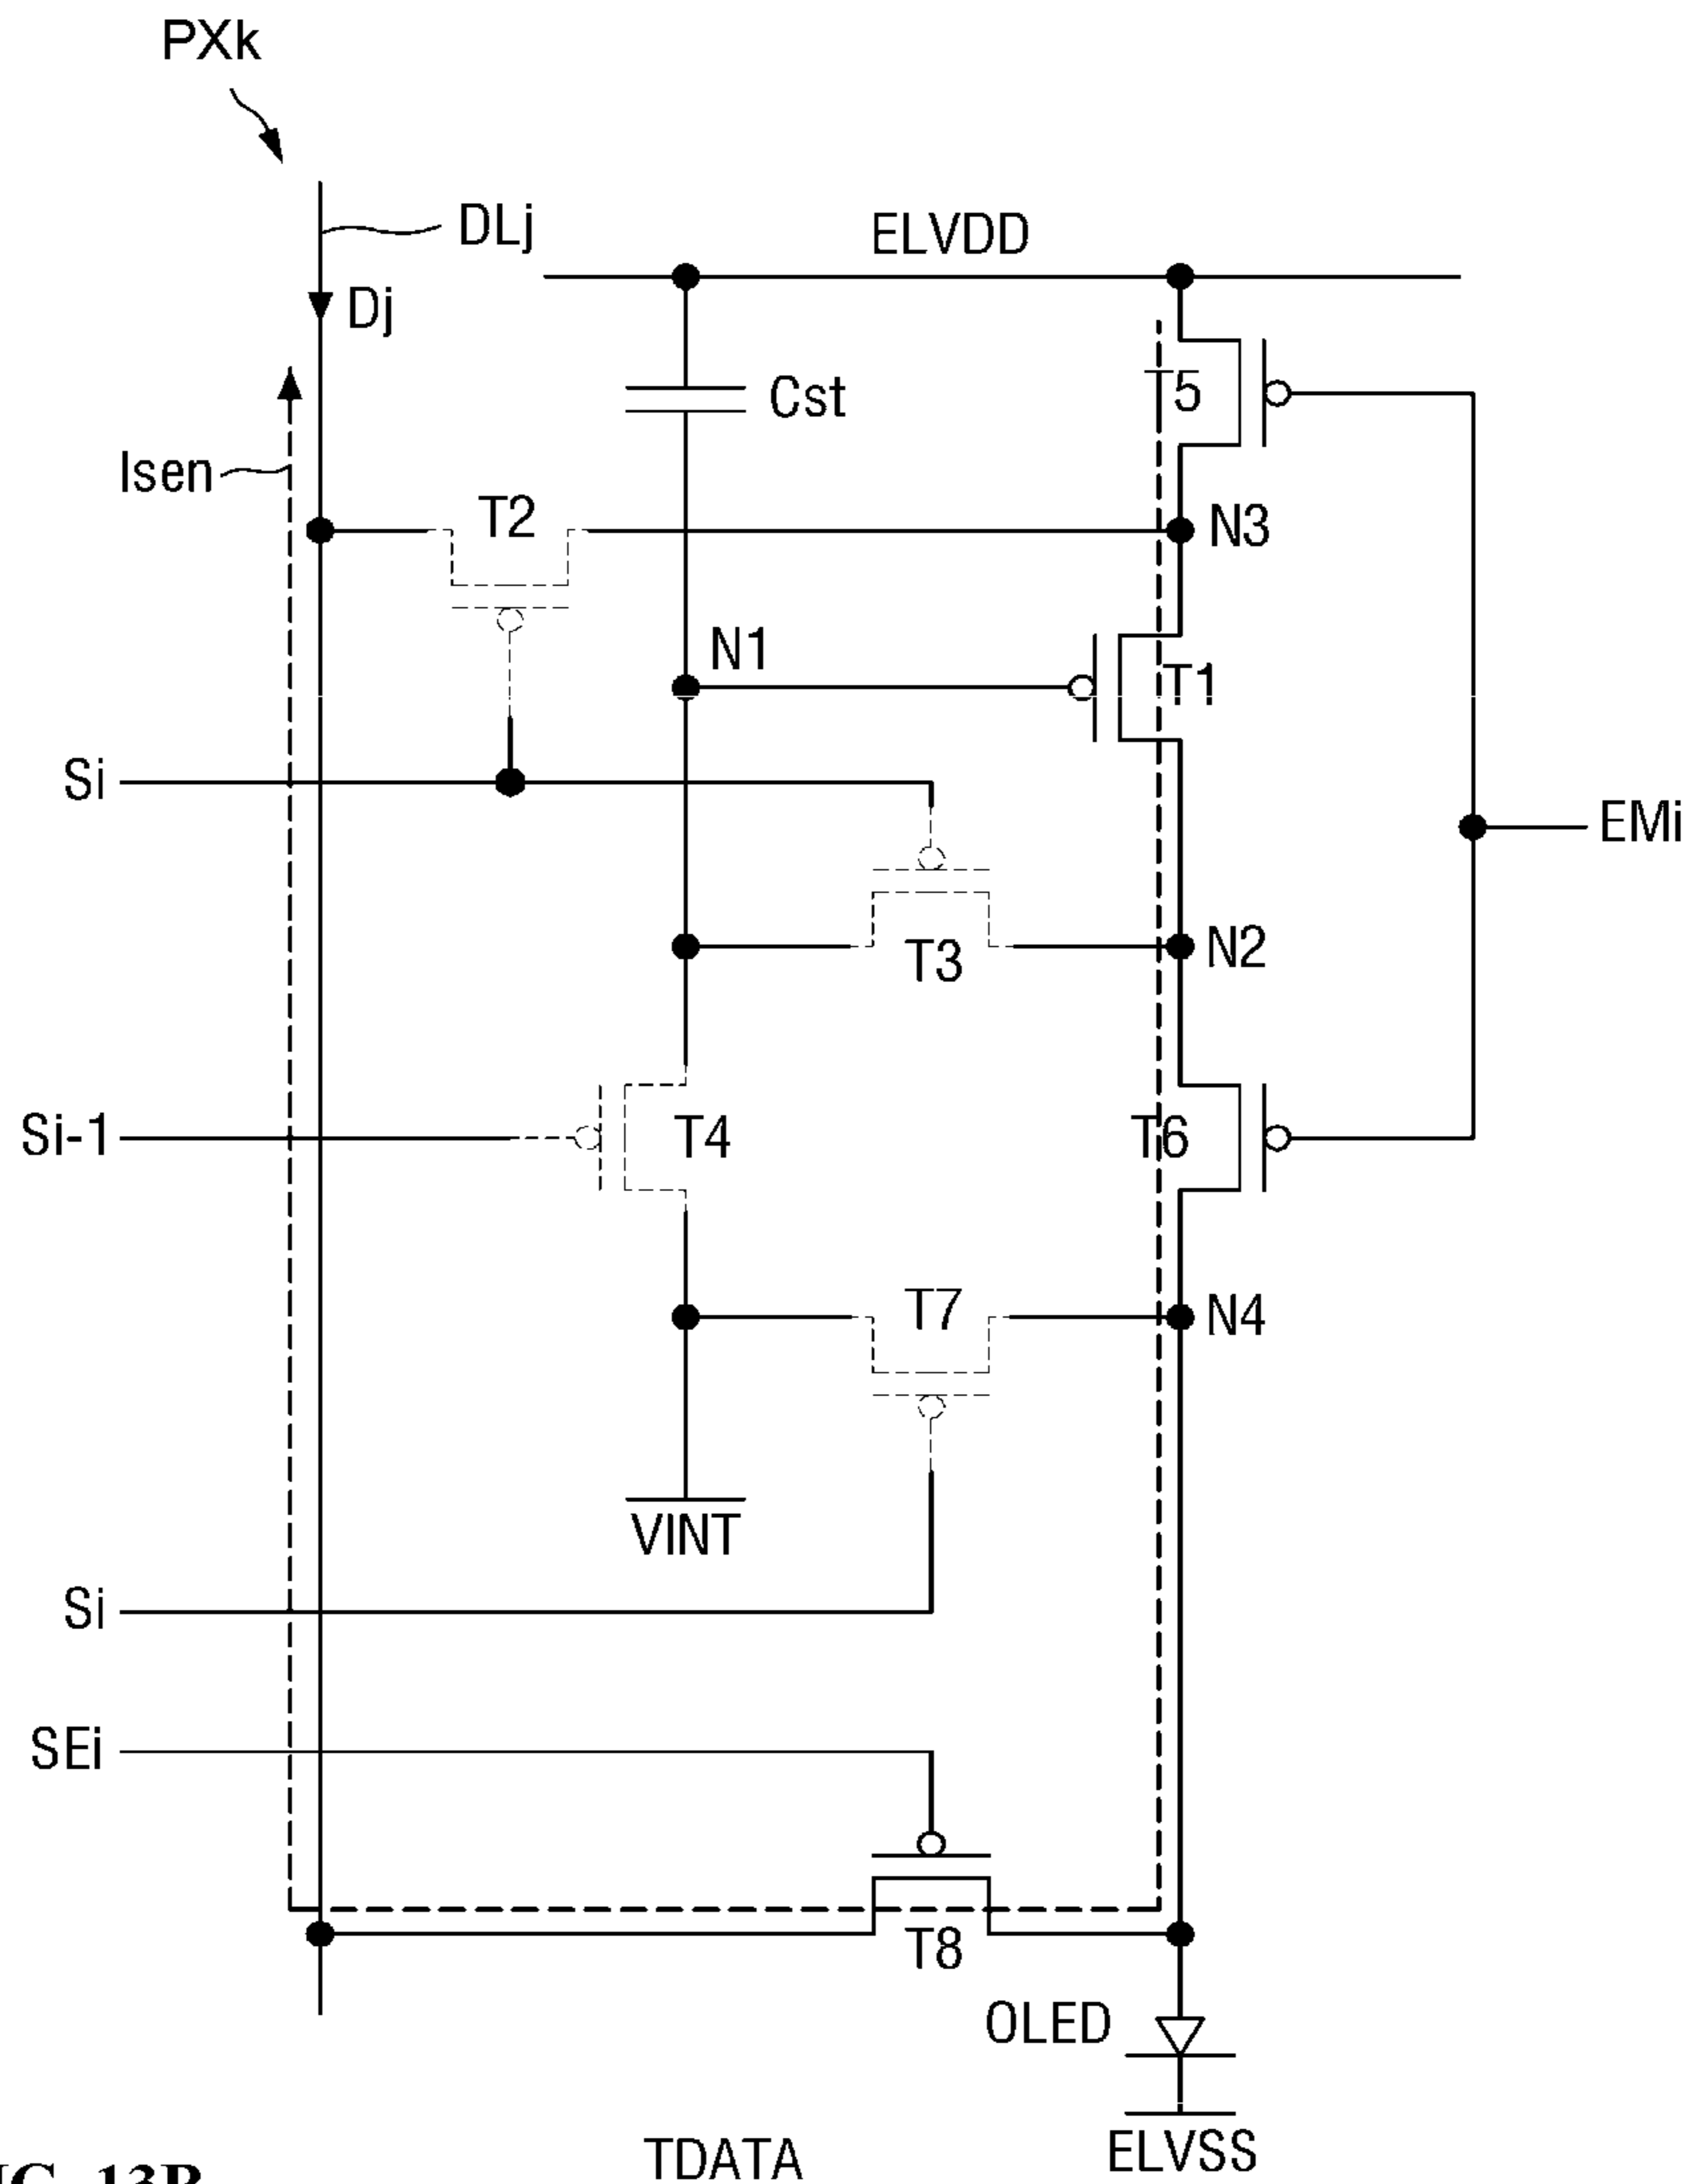 PXk
DLj
ELVDD
Dj
T5
Cst
Isen
T2
N3
N1
T1
Si
EMi
T3
N2
Si-1
T4
T6
T7
N4
VINT
Si
SEi
T8
OLED
ELVSS
TDATA
13B